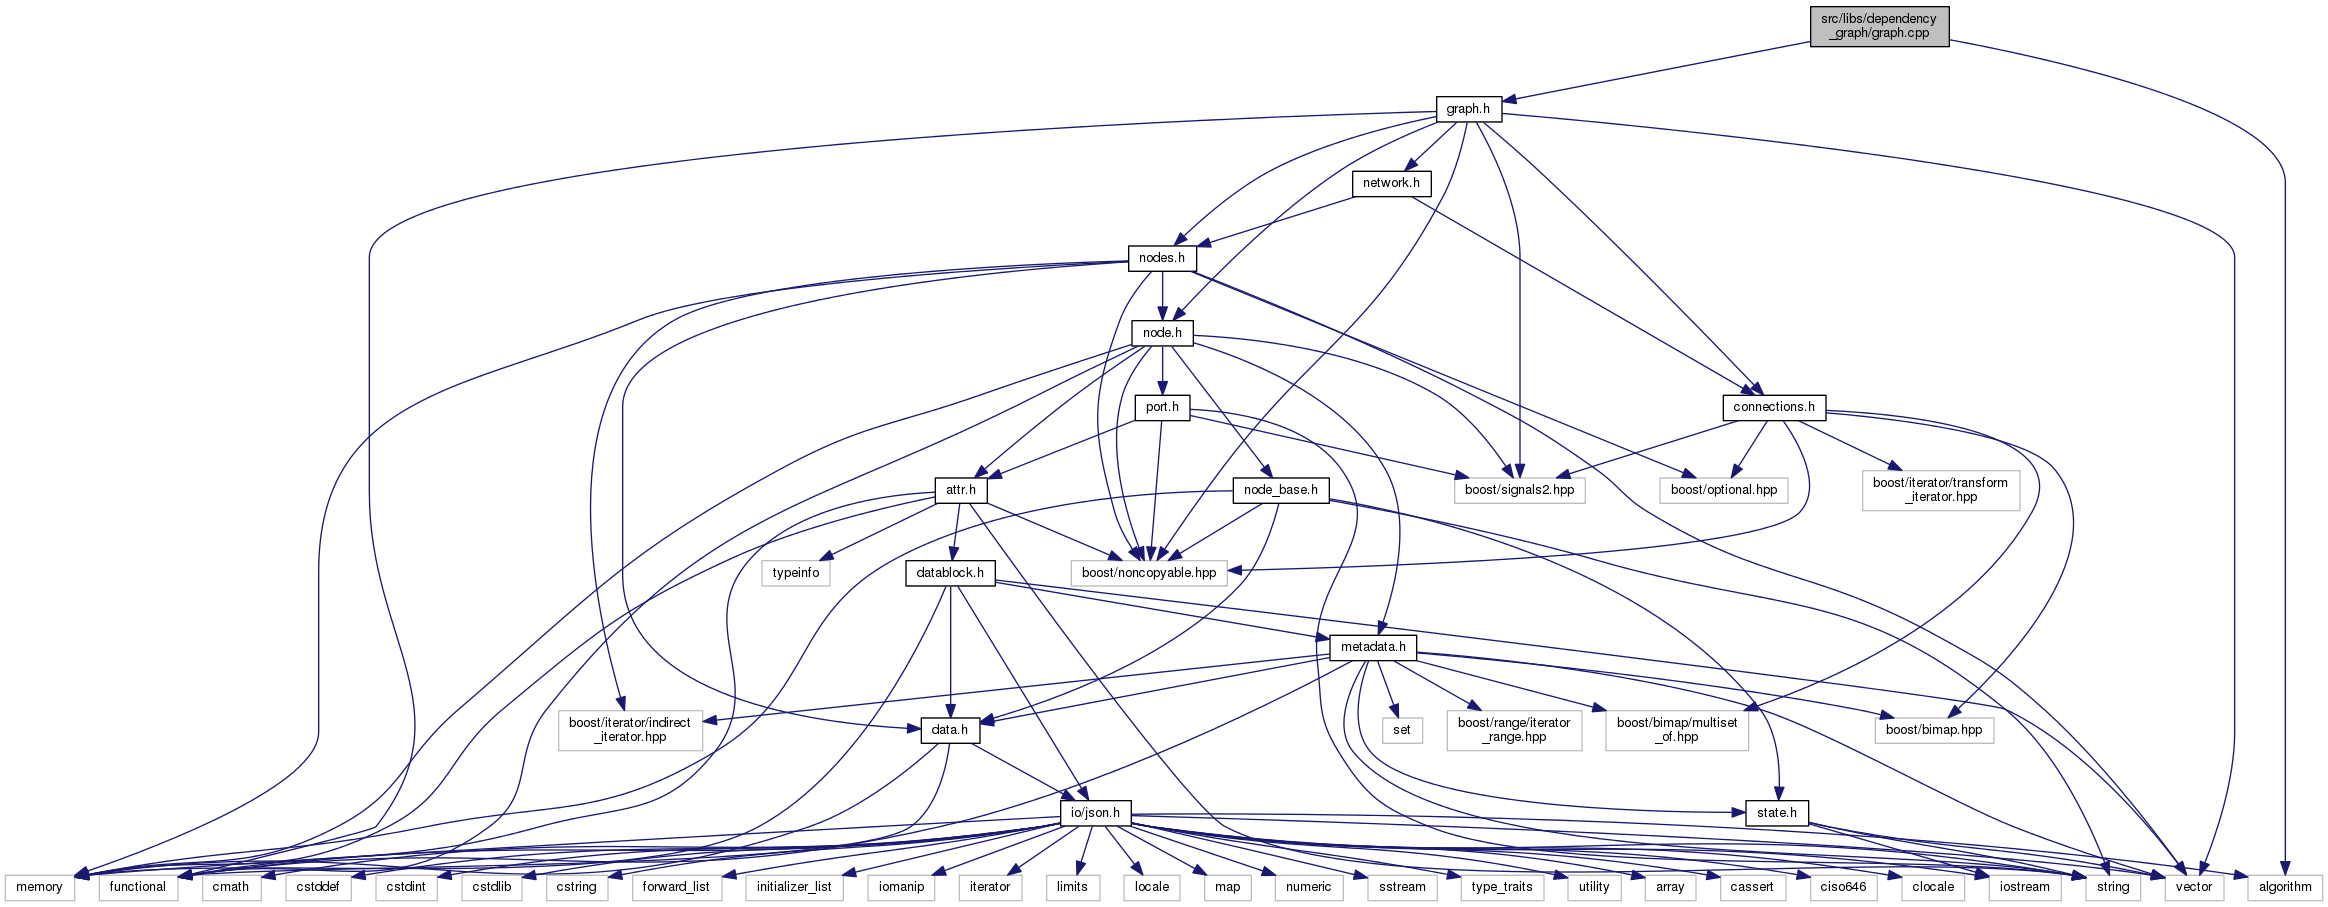 src/libs/dependency
_graph/graph.cpp
graph.h
network.h
nodes.h
node.h
port.h
connections.h
attr.h
node_base.h
boost/signals2.hpp
boost/optional.hpp
boost/iterator/transform
_iterator.hpp
typeinfo
datablock.h
boost/noncopyable.hpp
metadata.h
boost/iterator/indirect
_iterator.hpp
data.h
set
boost/range/iterator
_range.hpp
boost/bimap/multiset
_of.hpp
boost/bimap.hpp
io/json.h
state.h
memory
functional
cmath
cstddef
cstdint
cstdlib
cstring
forward_list
initializer_list
iomanip
iterator
limits
locale
map
numeric
sstream
type_traits
utility
array
cassert
ciso646
clocale
iostream
string
vector
algorithm